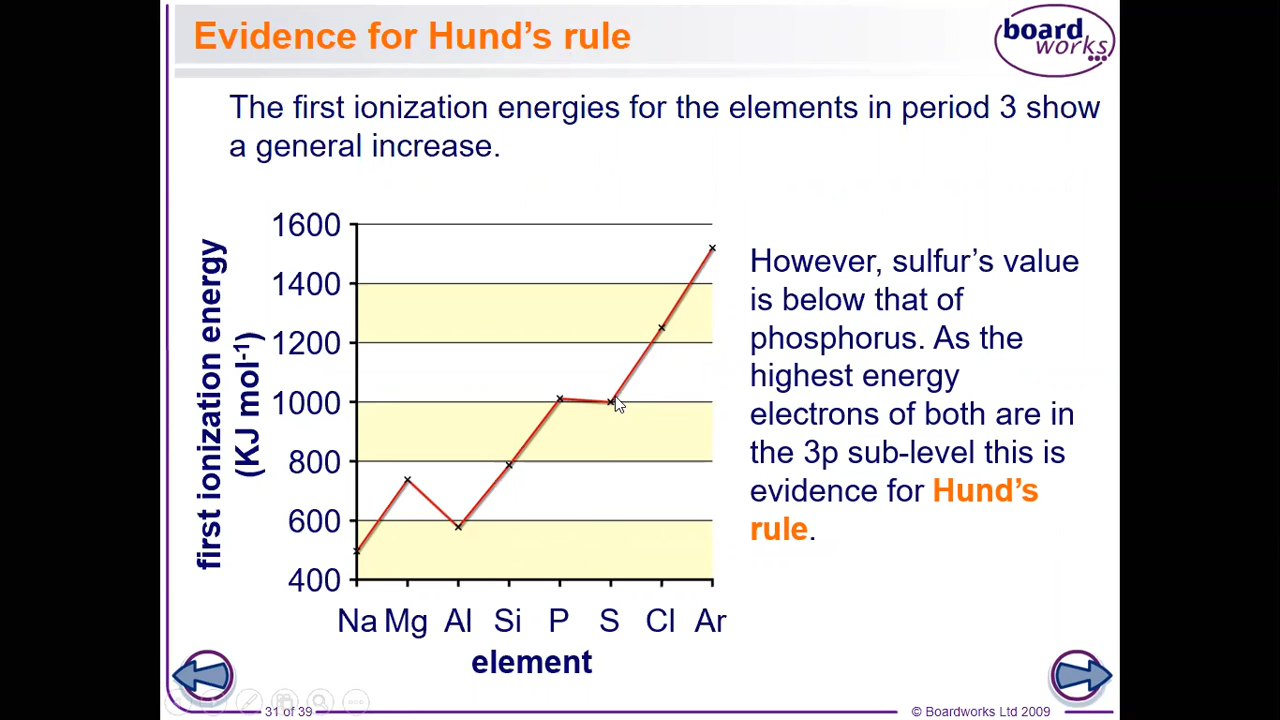 Evidence for Hund's rule
board
works
The first ionization energies for the elements in period 3 show
a general increase.
first ionization energy
(KJ mol⁻¹)
1600
1400
1200
1000
800
600
400
Na Mg Al Si P S Cl Ar
element
However, sulfur's value
is below that of
phosphorus. As the
highest energy
electrons of both are in
the 3p sub-level this is
evidence for Hund's
rule.
31 of 39
© Boardworks Ltd 2009